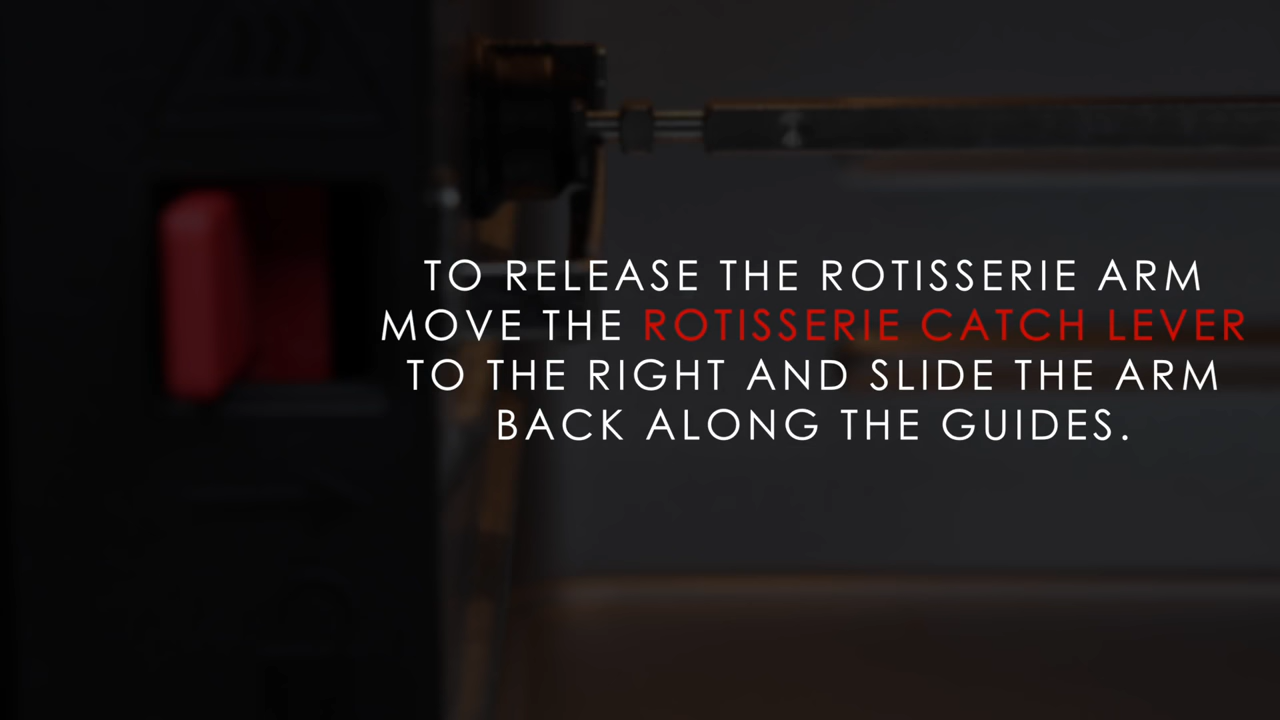 TO RELEASE THE ROTISSERIE ARM
MOVE THE ROTISSERIE CATCH LEVER
TO THE RIGHT AND SLIDE THE ARM
BACK ALONG THE GUIDES.